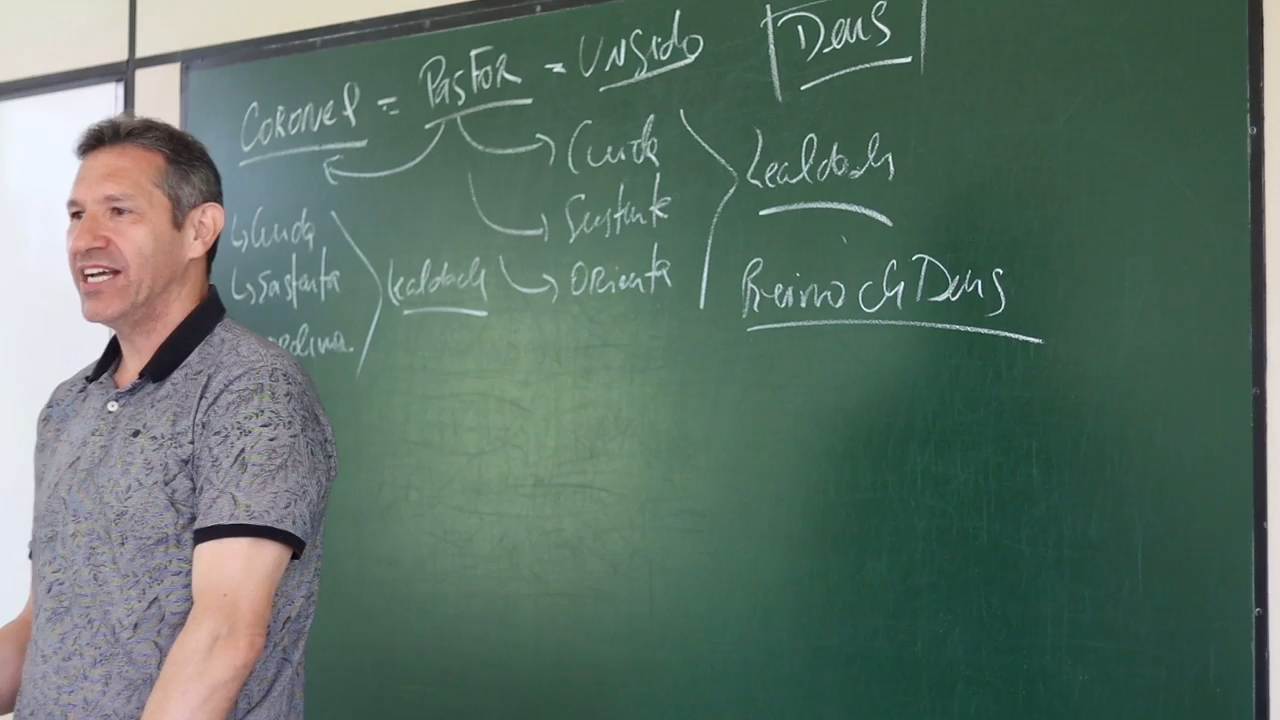 CORONEL = PASTOR = UNGIDO Deus
Cuida
Sustenta
Orienta
Lealdade
Reino de Deus
Cuida
Sustenta
Lealdade